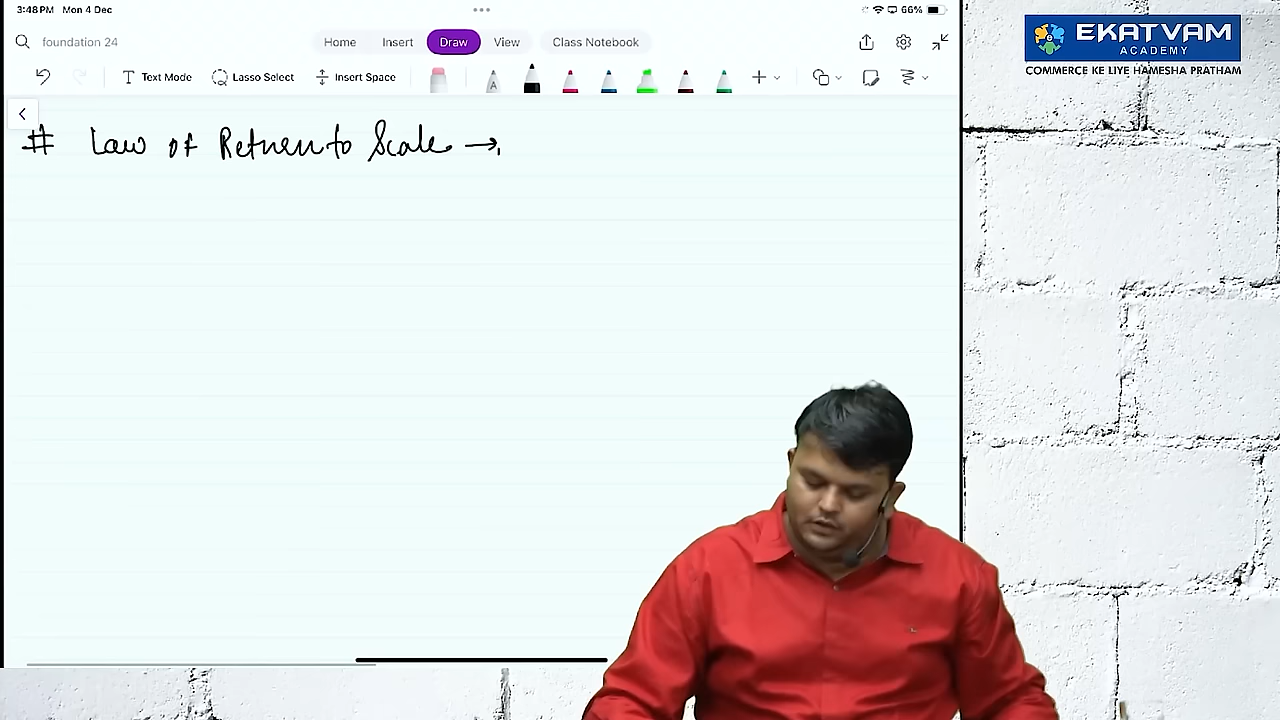 3:48 PM Mon 4 Dec
66%
foundation 24
Home Insert Draw View Class Notebook
Text Mode Lasso Select Insert Space
A
# Law of Return to Scale →
EKATVAM
ACADEMY
COMMERCE KE LIYE HAMESHA PRATHAM